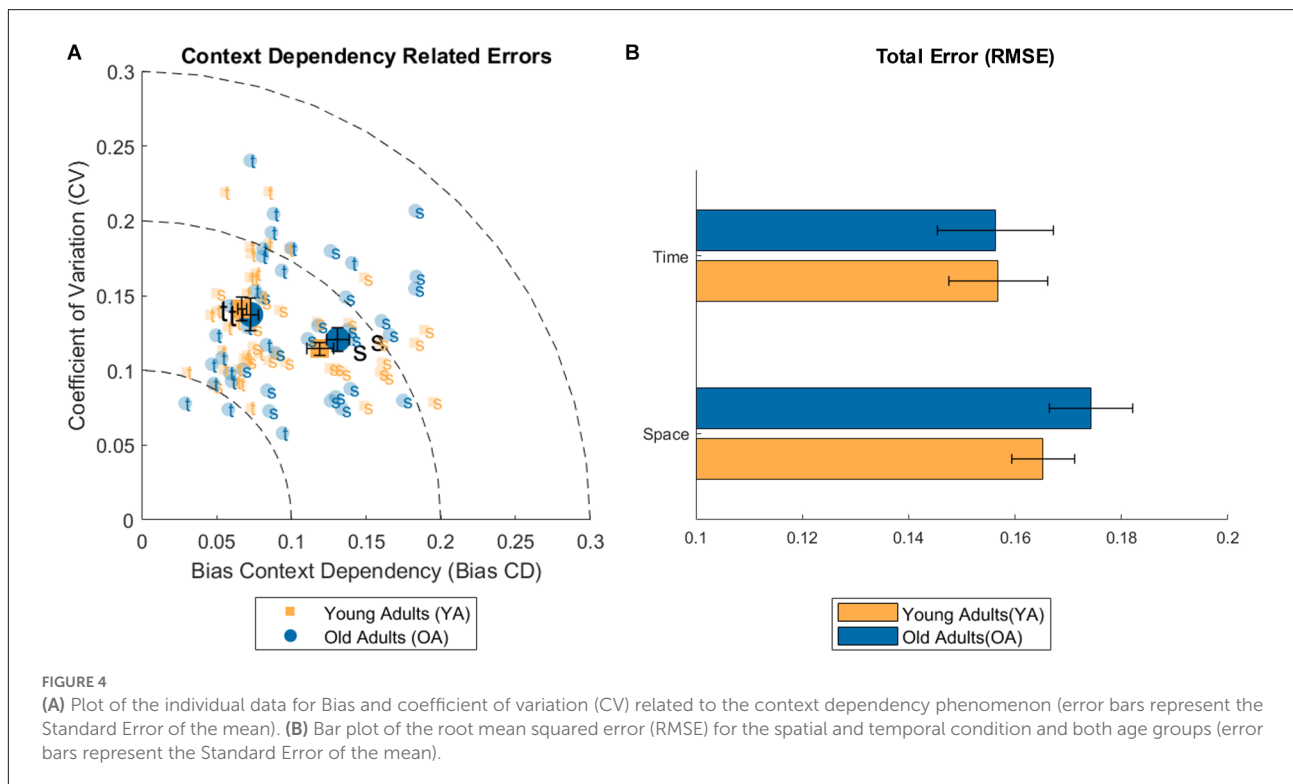 A
Context Dependency Related Errors
0.3
0.25
0.2
0.15
0.1
0.05
0
Coefficient of Variation (CV)
t
t
s
s
0
0.05
0.1
0.15
0.2
0.25
0.3
Bias Context Dependency (Bias CD)
Young Adults (YA)
Old Adults (OA)
B
Total Error (RMSE)
Time
Space
0.1
0.12
0.14
0.16
0.18
0.2
Young Adults(YA)
Old Adults(OA)
FIGURE 4
(A) Plot of the individual data for Bias and coefficient of variation (CV) related to the context dependency phenomenon (error bars represent the
Standard Error of the mean). (B) Bar plot of the root mean squared error (RMSE) for the spatial and temporal condition and both age groups (error
bars represent the Standard Error of the mean).